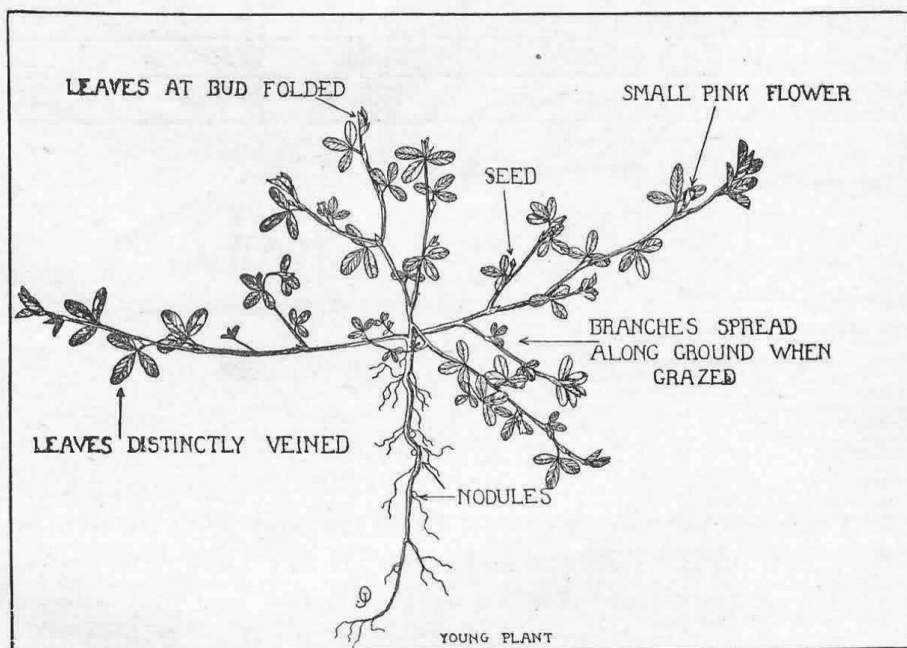 LEAVES AT BUD FOLDED
SMALL PINK FLOWER
SEED
BRANCHES SPREAD
ALONG GROUND WHEN
GRAZED
LEAVES DISTINCTLY VEINED
NODULES
YOUNG PLANT